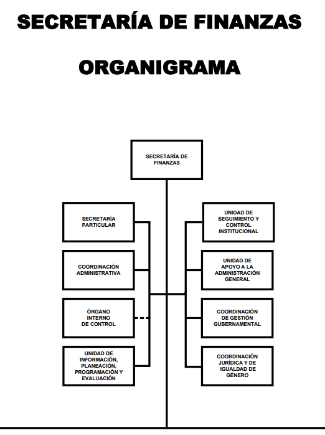 SECRETARÍA DE FINANZAS
ORGANIGRAMA
SECRETARÍA DE
FINANZAS
SECRETARÍA
PARTICULAR
UNIDAD DE
SEGUIMIENTO Y
CONTROL
INSTITUCIONAL
COORDINACIÓN
ADMINISTRATIVA
UNIDAD DE
APOYO A LA
ADMINISTRACIÓN
GENERAL
ÓRGANO
INTERNO
DE CONTROL
COORDINACIÓN
DE GESTIÓN
GUBERNAMENTAL
UNIDAD DE
INFORMACIÓN,
PLANEACIÓN,
PROGRAMACIÓN Y
EVALUACIÓN
COORDINACIÓN
JURÍDICA Y DE
IGUALDAD DE
GÉNERO